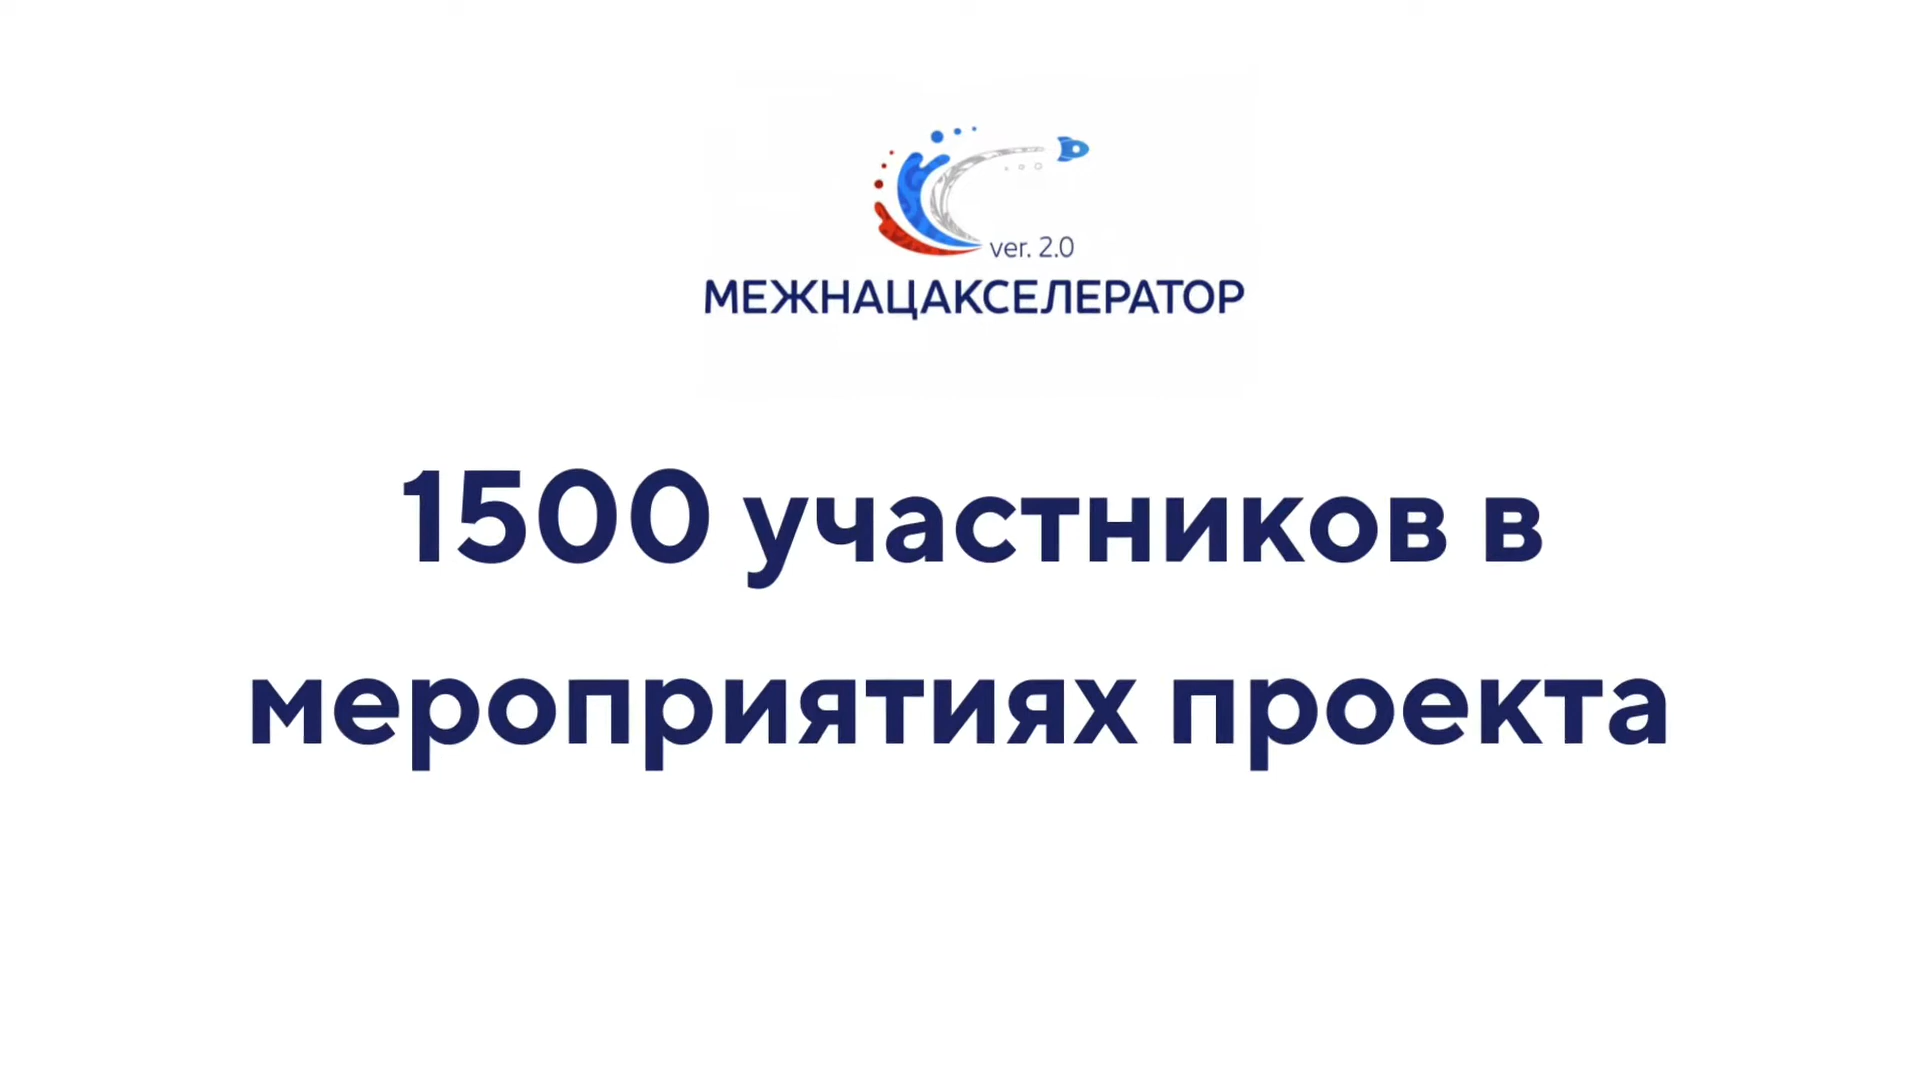 ver. 2.0
МЕЖНАЦАКСЕЛЕРАТОР
1500 участников в
мероприятиях проекта